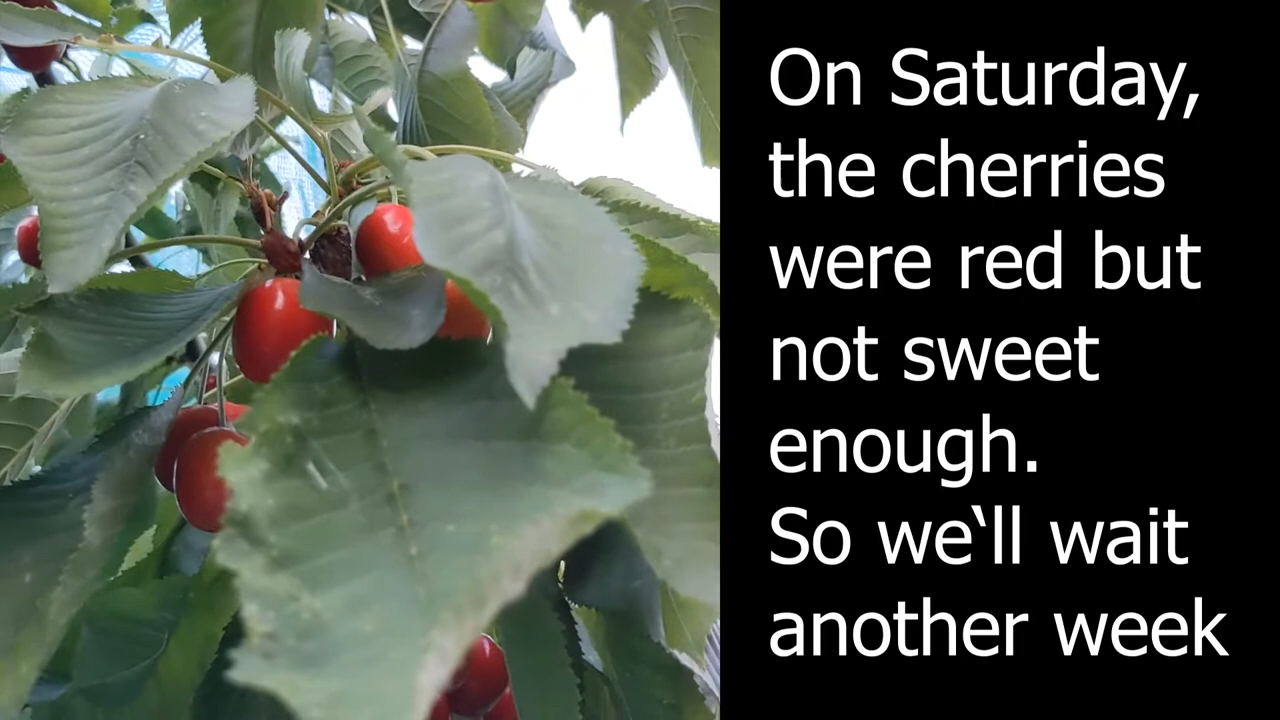 On Saturday,
the cherries
were red but
not sweet
enough.
So we‛ll wait
another week